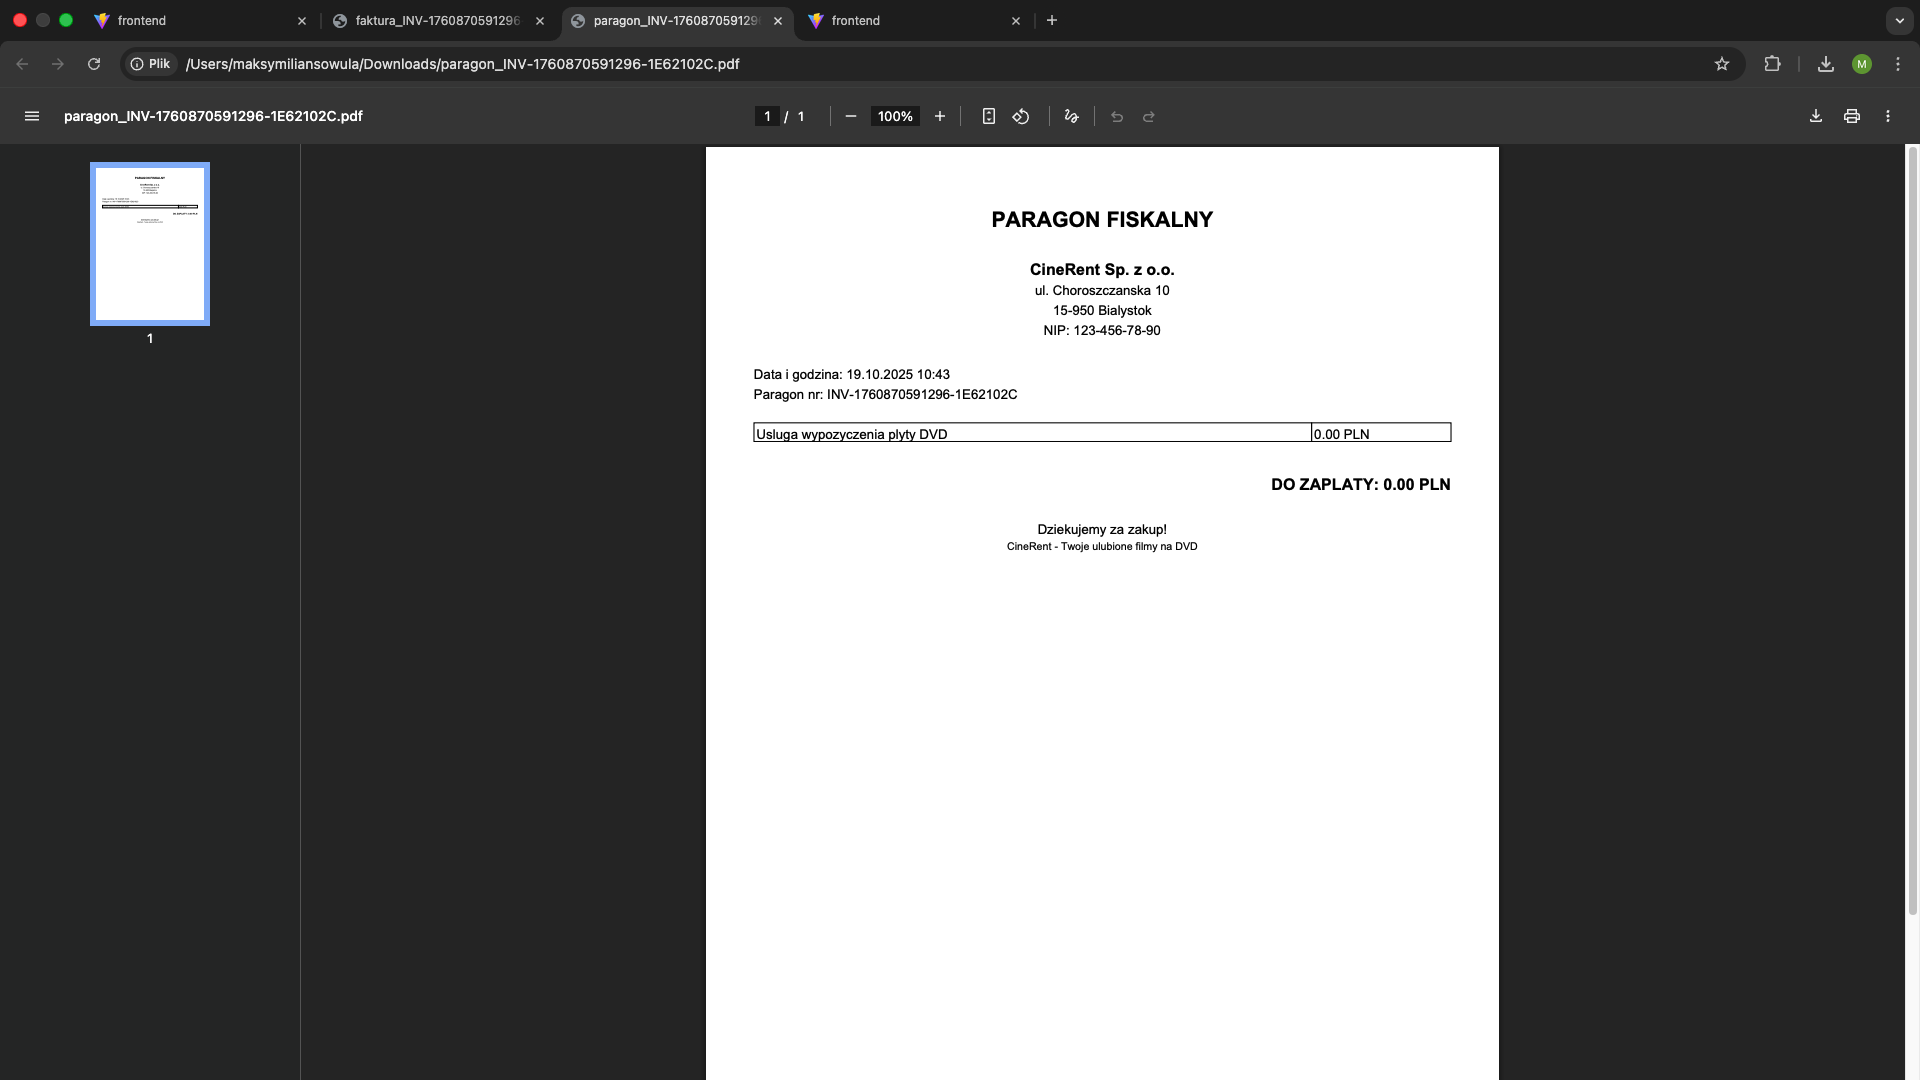 frontend
faktura_INV-1760870591296
paragon_INV-1760870591296
frontend
Plik
/Users/maksymiliansowula/Downloads/paragon_INV-1760870591296-1E62102C.pdf
M
paragon_INV-1760870591296-1E62102C.pdf
1 / 1
100%
1
PARAGON FISKALNY
CineRent Sp. z o.o.
ul. Choroszczanska 10
15-950 Bialystok
NIP: 123-456-78-90
Data i godzina: 19.10.2025 10:43
Paragon nr: INV-1760870591296-1E62102C
Usluga wypozyczenia plyty DVD 0.00 PLN
DO ZAPLATY: 0.00 PLN
Dziekujemy za zakup!
CineRent - Twoje ulubione filmy na DVD